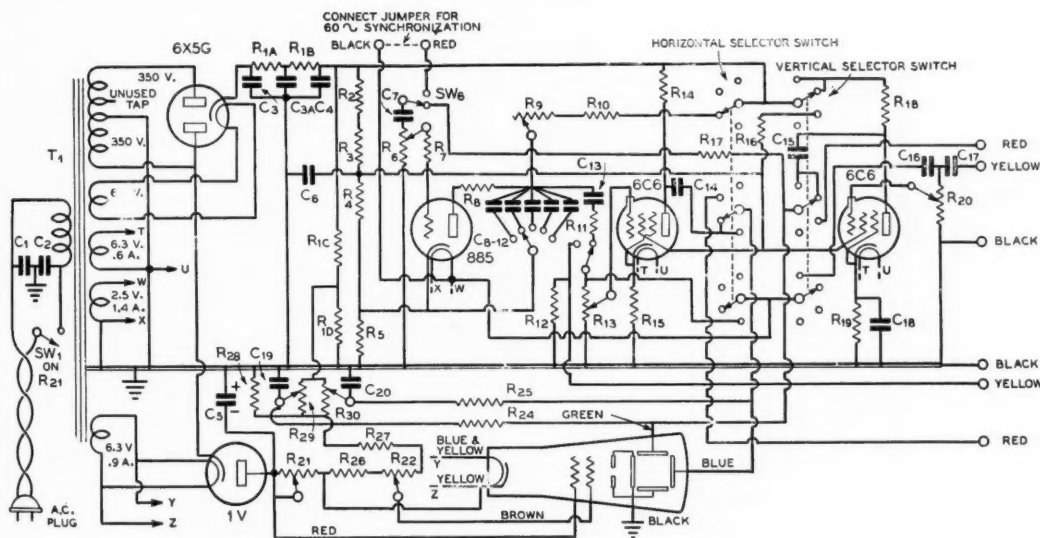 CONNECT JUMPER FOR
60 ~ SYNCHRONIZATION
BLACK
RED
HORIZONTAL SELECTOR SWITCH
VERTICAL SELECTOR SWITCH
6X5G
R1A
R1B
350 V.
UNUSED
TAP
350 V.
T1
C3
C3A
C4
R2
R3
R4
C6
C7
SW6
R6
R7
R8
R9
R10
R14
R17
R16
C15
R18
RED
YELLOW
C16
C17
R20
BLACK
C13
C8-12
885
R11
6C6
C14
6C6
6.3 V.
.6 A.
T
U
W
X
2.5 V.
1.4 A.
C1
C2
SW1
ON
R21
R1C
R1D
R5
X
W
R12
R13
R15
T
U
T
U
R19
C18
BLACK
YELLOW
RED
R28
C19
C5
+
–
R29
R30
C20
R25
R24
GREEN
R27
R21
R26
R22
BLUE &
YELLOW
Y
YELLOW
Z
BLUE
BROWN
BLACK
RED
6.3 V.
.9 A.
1V
Y
Z
A.C.
PLUG